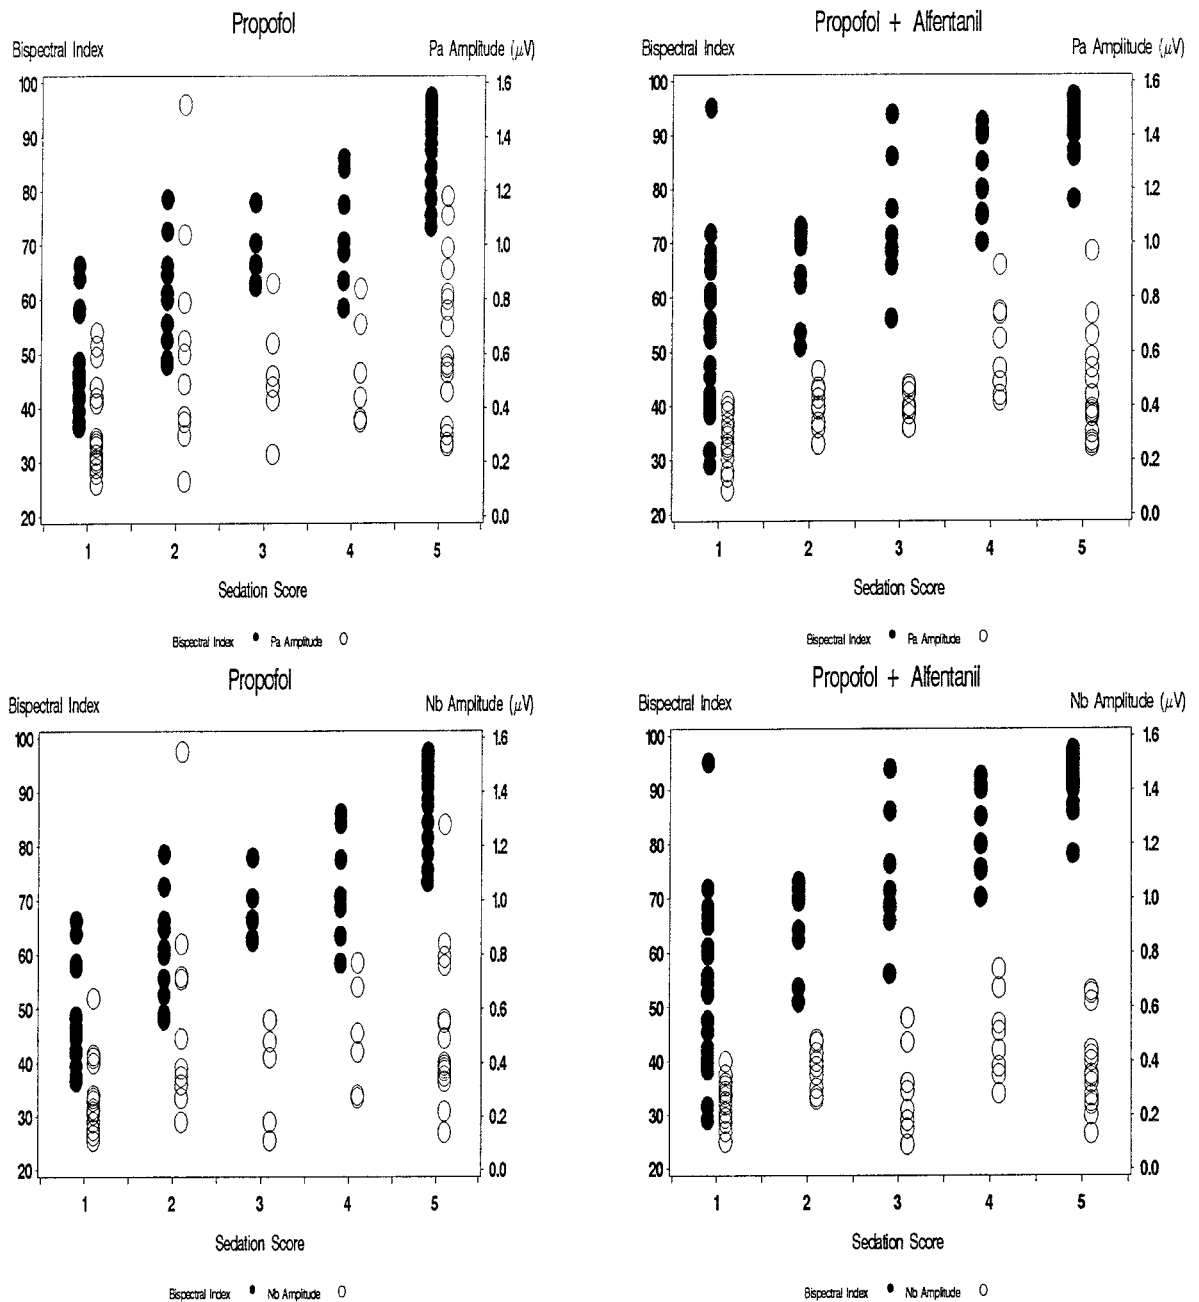 Propofol
Bispectral Index Pa Amplitude (μV)
100 1.6
90 1.4
80 1.2
70 1.0
60 0.8
50 0.6
40 0.4
30 0.2
20 0.0
1 2 3 4 5
Sedation Score
Bispectral Index Pa Amplitude
Propofol + Alfentanil
Bispectral Index Pa Amplitude (μV)
100 1.6
90 1.4
80 1.2
70 1.0
60 0.8
50 0.6
40 0.4
30 0.2
20 0.0
1 2 3 4 5
Sedation Score
Bispectral Index Pa Amplitude
Propofol
Bispectral Index Nb Amplitude (μV)
100 1.6
90 1.4
80 1.2
70 1.0
60 0.8
50 0.6
40 0.4
30 0.2
20 0.0
1 2 3 4 5
Sedation Score
Bispectral Index Nb Amplitude
Propofol + Alfentanil
Bispectral Index Nb Amplitude (μV)
100 1.6
90 1.4
80 1.2
70 1.0
60 0.8
50 0.6
40 0.4
30 0.2
20 0.0
1 2 3 4 5
Sedation Score
Bispectral Index Nb Amplitude